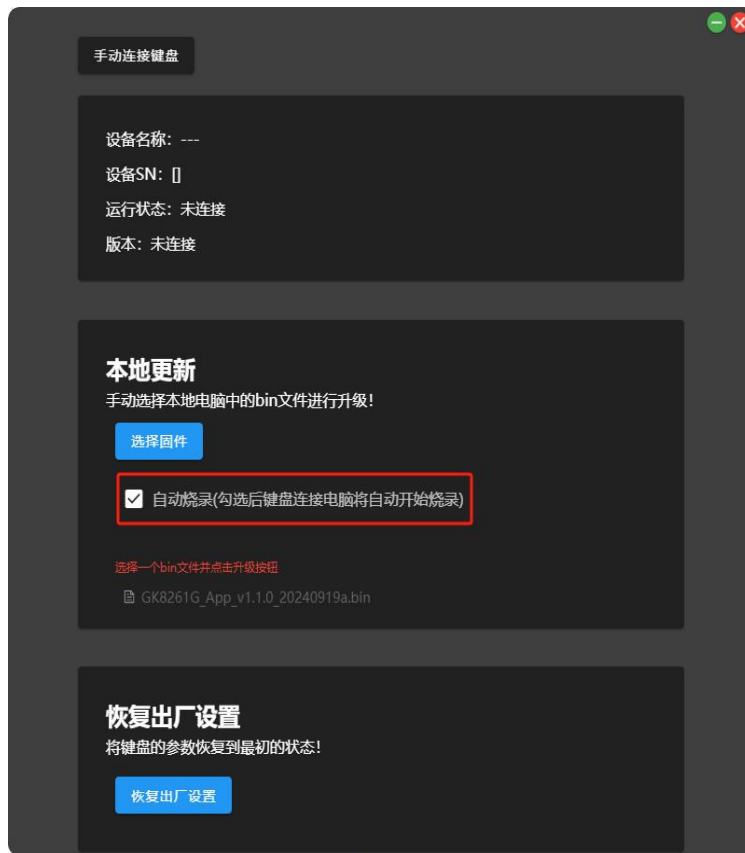 手动连接键盘
设备名称：---
设备SN：[]
运行状态：未连接
版本：未连接
本地更新
手动选择本地电脑中的bin文件进行升级！
选择固件
自动烧录(勾选后键盘连接电脑将自动开始烧录)
选择一个bin文件并点击升级按钮
GK8261G_App_v1.1.0_20240919a.bin
恢复出厂设置
将键盘的参数恢复到最初的状态！
恢复出厂设置